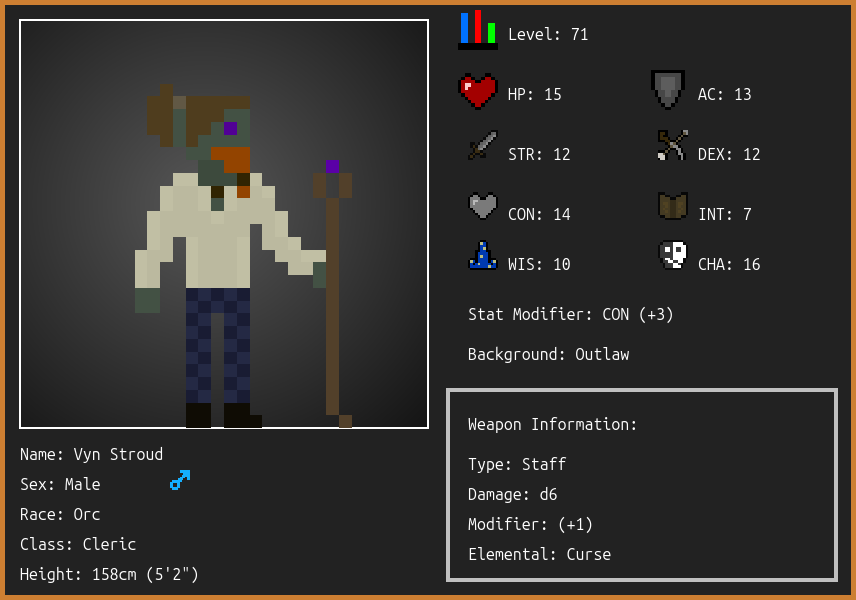 Level: 71
HP: 15
AC: 13
STR: 12
DEX: 12
CON: 14
INT: 7
WIS: 10
CHA: 16
Stat Modifier: CON (+3)
Background: Outlaw
Weapon Information:
Type: Staff
Damage: d6
Modifier: (+1)
Elemental: Curse
Name: Vyn Stroud
Sex: Male
Race: Orc
Class: Cleric
Height: 158cm (5'2")